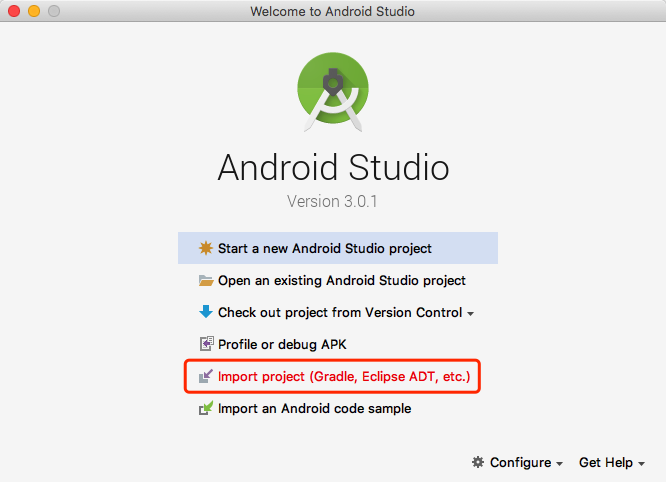 Welcome to Android Studio
Android Studio
Version 3.0.1
Start a new Android Studio project
Open an existing Android Studio project
Check out project from Version Control
Profile or debug APK
Import project (Gradle, Eclipse ADT, etc.)
Import an Android code sample
Configure Get Help